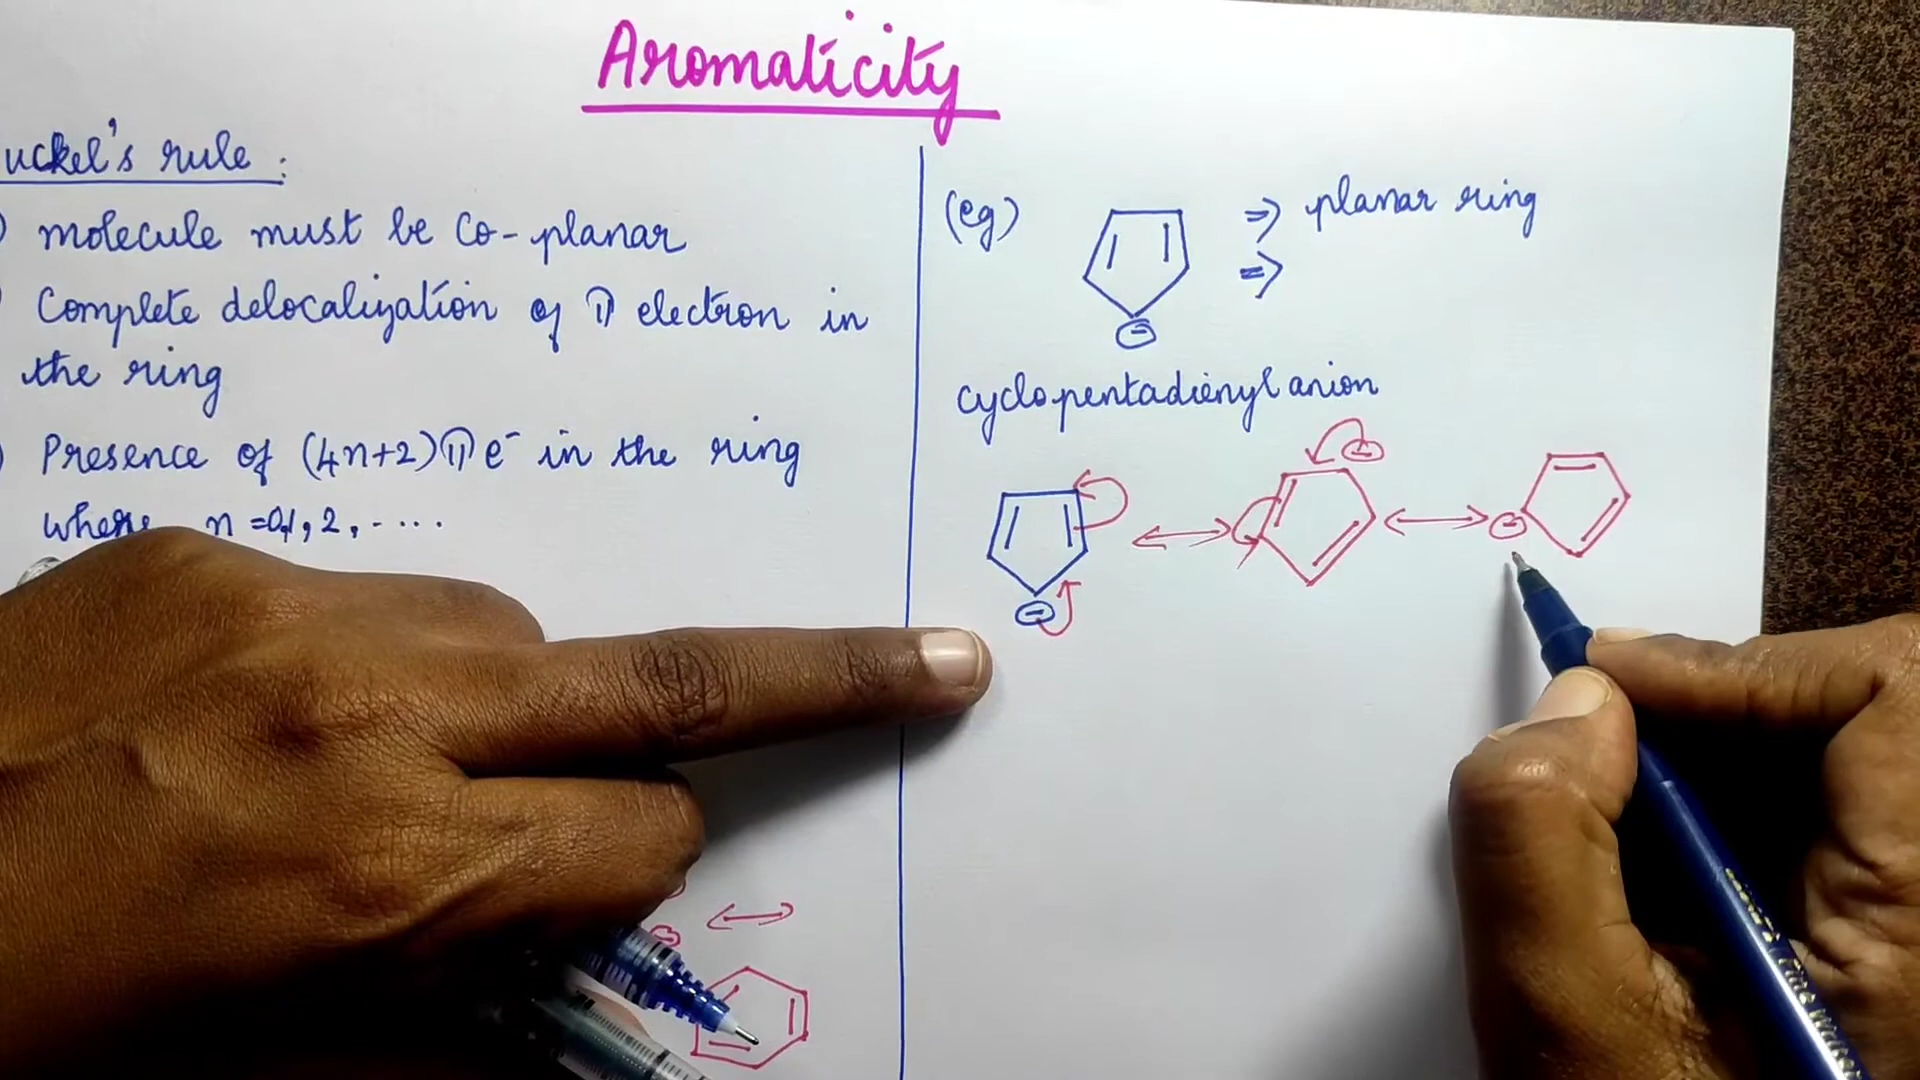 Aromaticity
uckel's rule :
molecule must be Co-planar
Complete delocalization of π electron in
the ring
Presence of (4n+2)π e⁻ in the ring
where n = 0,1,2,-....
(eg) => planar ring
=>
cyclopentadienyl anion